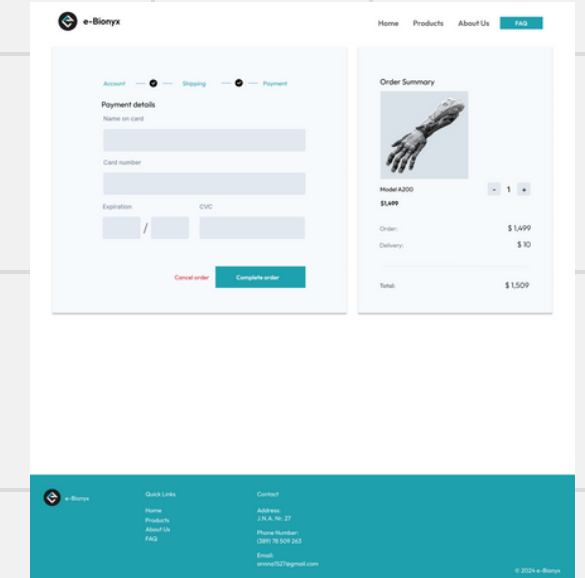 e-Bionyx
Home Products About Us FAQ
Account Shipping Payment
Payment details
Name on card
Card number
Expiration CVC
/
Cancel order Complete order
Order Summary
Model A200
$1,499
- 1 +
Order: $ 1,499
Delivery: $ 10
Total: $ 1,509
e-Bionyx
Quick Links
Home
Products
About Us
FAQ
Contact
Address:
J.N.A. Nr. 27
Phone Number:
(389) 78 509 263
Email:
© 2024 e-Bionyx